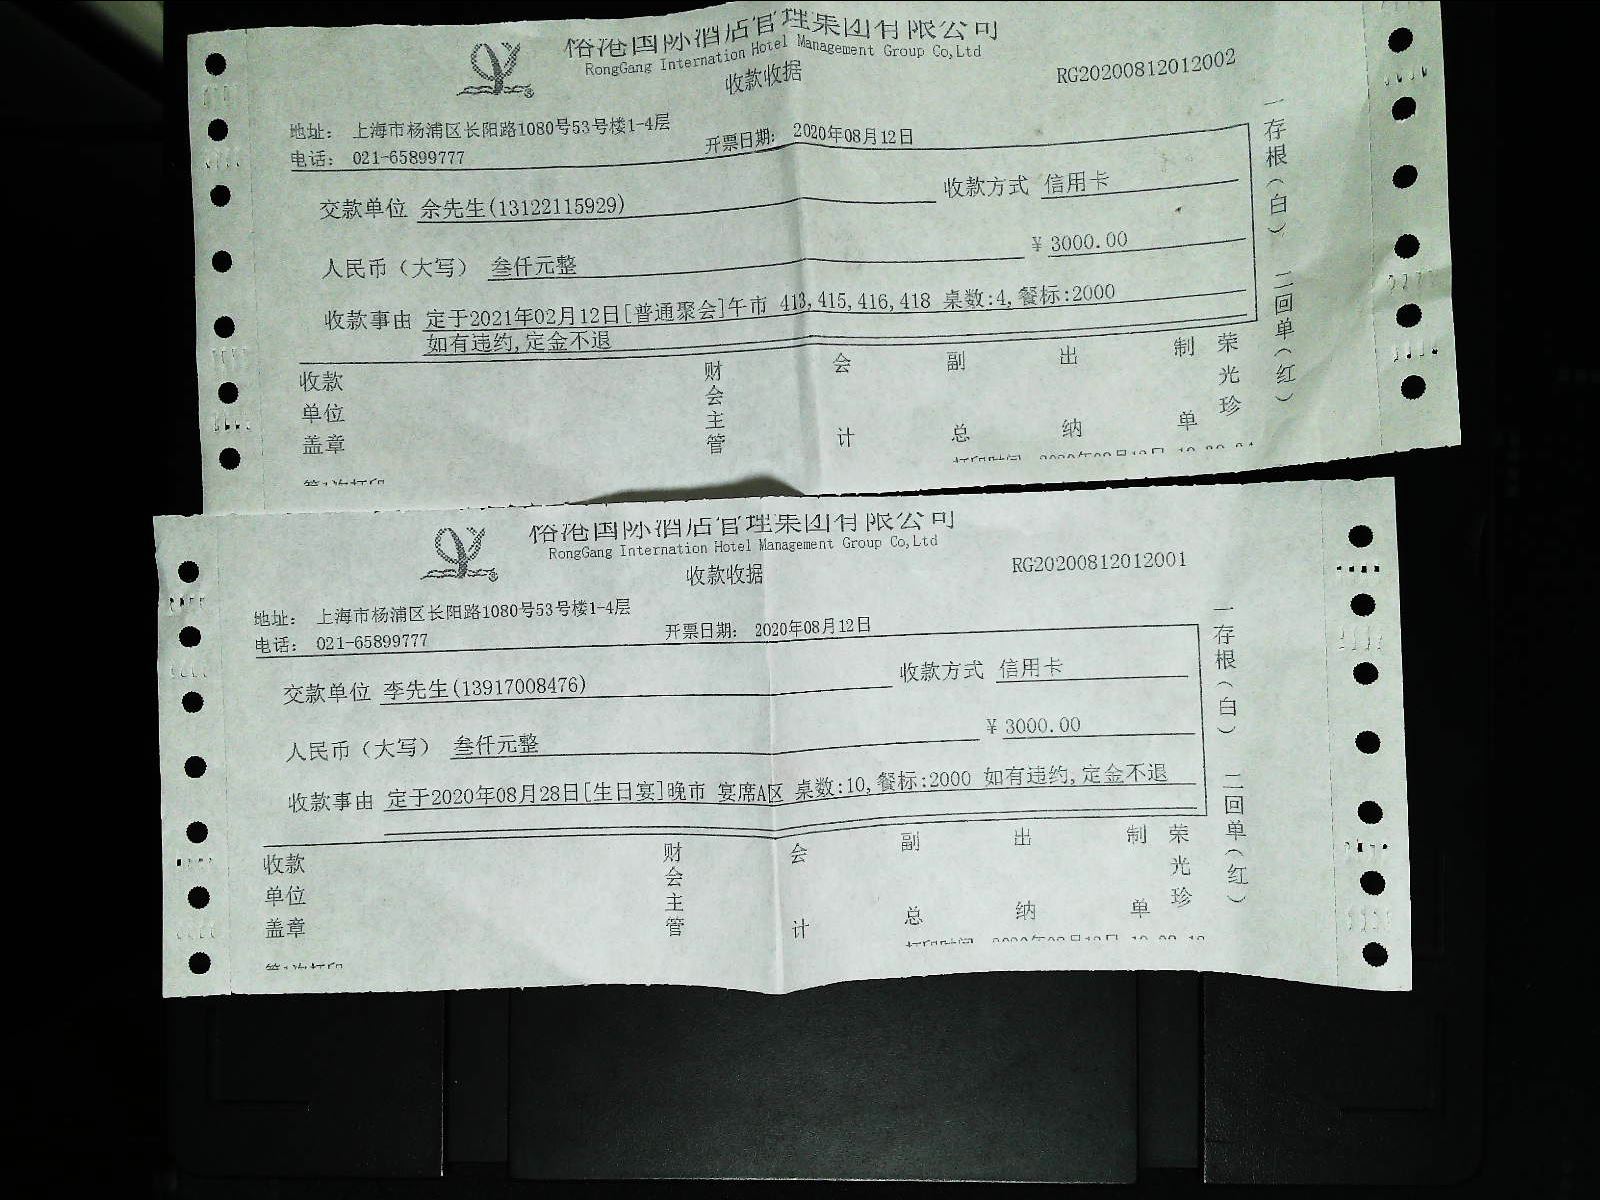 国际酒店管理集团有限公司
RongGang Internation Hotel Management Group Co,Ltd
收款收据
RG20200812012002
地址： 上海市杨浦区长阳路1080号53号楼1-4层
电话： 021-65899777
开票日期： 2020年08月12日
交款单位 余先生(13122115929)
收款方式 信用卡
人民币（大写） 叁仟元整
¥ 3000.00
收款事由 定于2021年02月12日[普通聚会]午市 413,415,416,418 桌数:4,餐标:2000
如有违约,定金不退
收款单位盖章
财会主管
会计
副总
出纳
制单
荣光珍
一存根（白） 二回单（红）
第1次打印
国际酒店管理集团有限公司
RongGang Internation Hotel Management Group Co,Ltd
收款收据
RG20200812012001
地址： 上海市杨浦区长阳路1080号53号楼1-4层
电话： 021-65899777
开票日期： 2020年08月12日
交款单位 李先生(13917008476)
收款方式 信用卡
人民币（大写） 叁仟元整
¥ 3000.00
收款事由 定于2020年08月28日[生日宴]晚市 宴席A区 桌数:10,餐标:2000 如有违约,定金不退
收款单位盖章
财会主管
会计
副总
出纳
制单
荣光珍
一存根（白） 二回单（红）
第1次打印